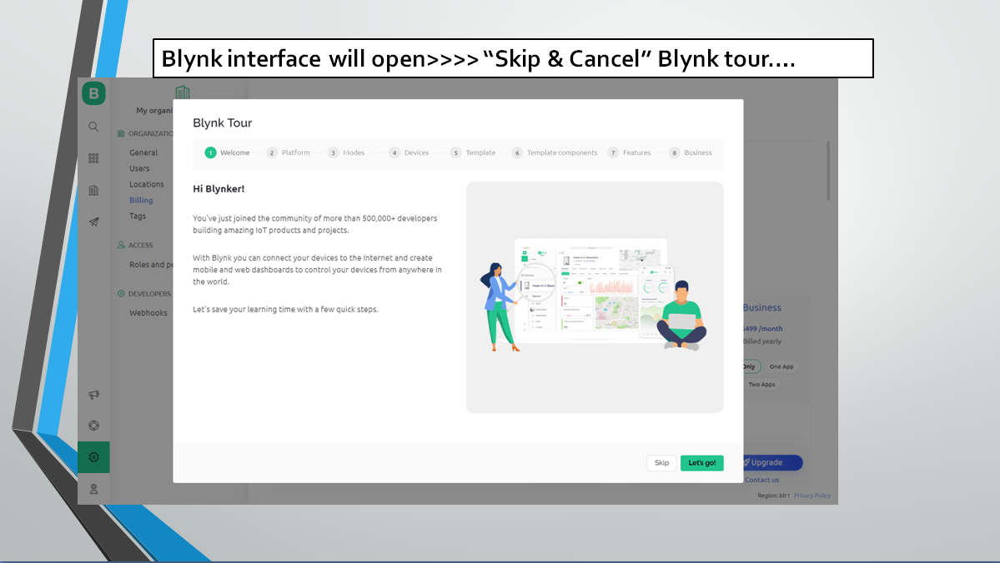 Blynk interface will open>>>> “Skip & Cancel” Blynk tour....
B
My organi
ORGANIZATIO
General
Users
Locations
Billing
Tags
ACCESS
Roles and pe
DEVELOPERS
Webhooks
Blynk Tour
1 Welcome 2 Platform 3 Modes 4 Devices 5 Template 6 Template components 7 Features 8 Business
Hi Blynker!
You've just joined the community of more than 500,000+ developers
building amazing IoT products and projects.
With Blynk you can connect your devices to the Internet and create
mobile and web dashboards to control your devices from anywhere in
the world.
Let's save your learning time with a few quick steps.
Skip Let's go!
Business
$499 /month
Billed yearly
Only One App
Two Apps
Upgrade
Contact us
Region: blr1 Privacy Policy